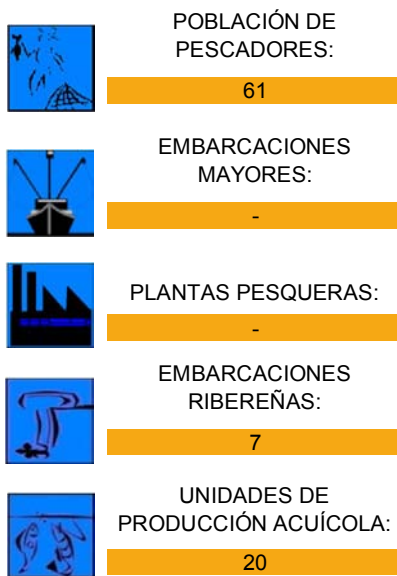 POBLACIÓN DE
PESCADORES:
61
EMBARCACIONES
MAYORES:
-
PLANTAS PESQUERAS:
-
EMBARCACIONES
RIBEREÑAS:
7
UNIDADES DE
PRODUCCIÓN ACUÍCOLA:
20